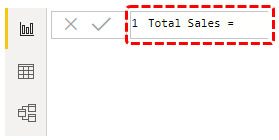 1 Total Sales =